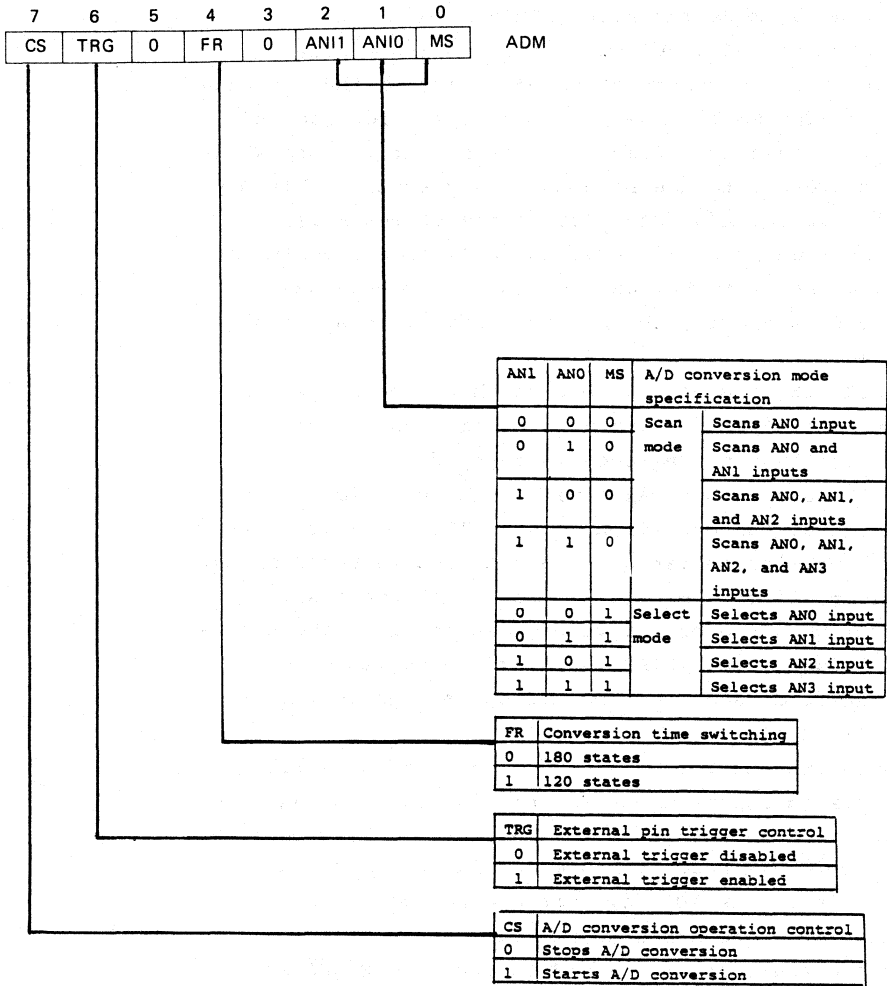 7 6 5 4 3 2 1 0
CS TRG 0 FR 0 ANI1 ANI0 MS ADM
AN1 AN0 MS A/D conversion mode
specification
0 0 0 Scan Scans AN0 input
0 1 0 mode Scans AN0 and
AN1 inputs
1 0 0 Scans AN0, AN1,
and AN2 inputs
1 1 0 Scans AN0, AN1,
AN2, and AN3
inputs
0 0 1 Select Selects AN0 input
0 1 1 mode Selects AN1 input
1 0 1 Selects AN2 input
1 1 1 Selects AN3 input
FR Conversion time switching
0 180 states
1 120 states
TRG External pin trigger control
0 External trigger disabled
1 External trigger enabled
CS A/D conversion operation control
0 Stops A/D conversion
1 Starts A/D conversion